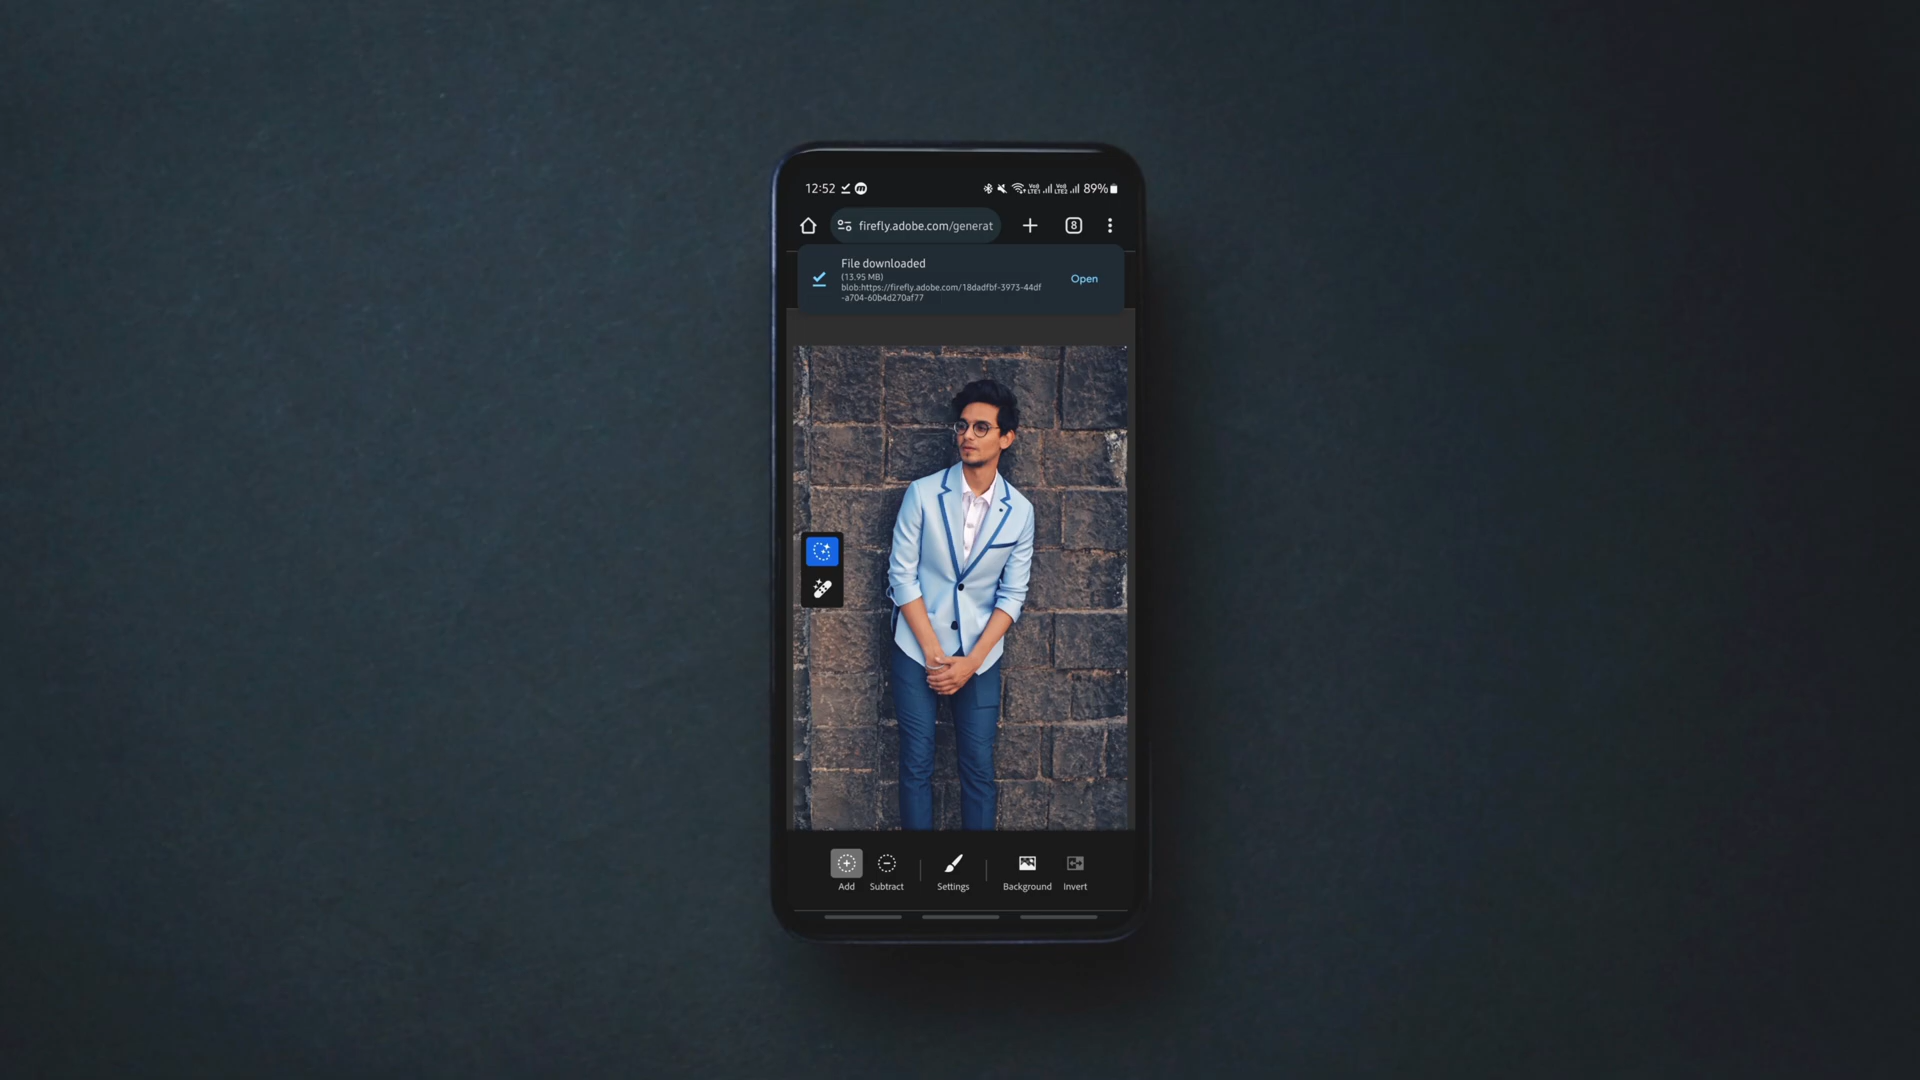 12:52 89%
firefly.adobe.com/generat 8
File downloaded
(13.95 MB)
blob:https://firefly.adobe.com/18dadfbf-3973-44df
-a704-60b4d270af77
Open
Add Subtract Settings Background Invert